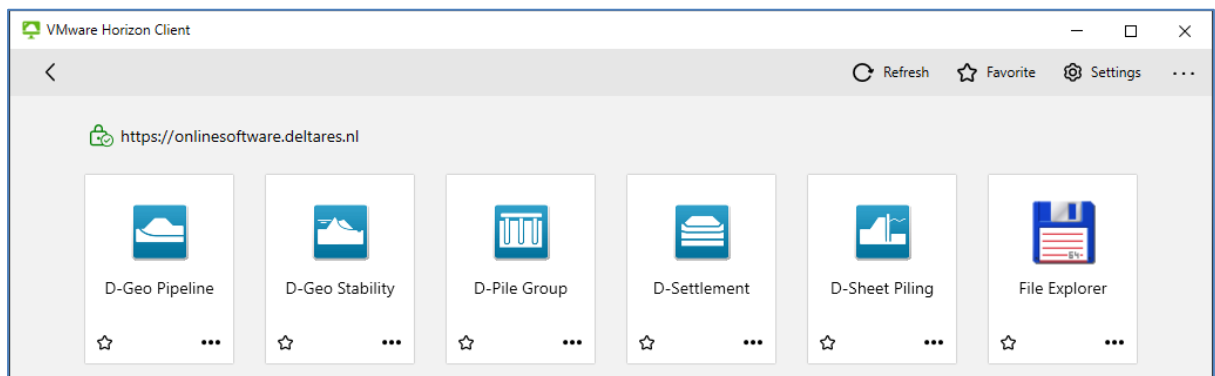 VMware Horizon Client
Refresh Favorite Settings
https://onlinesoftware.deltares.nl
D-Geo Pipeline D-Geo Stability D-Pile Group D-Settlement D-Sheet Piling File Explorer